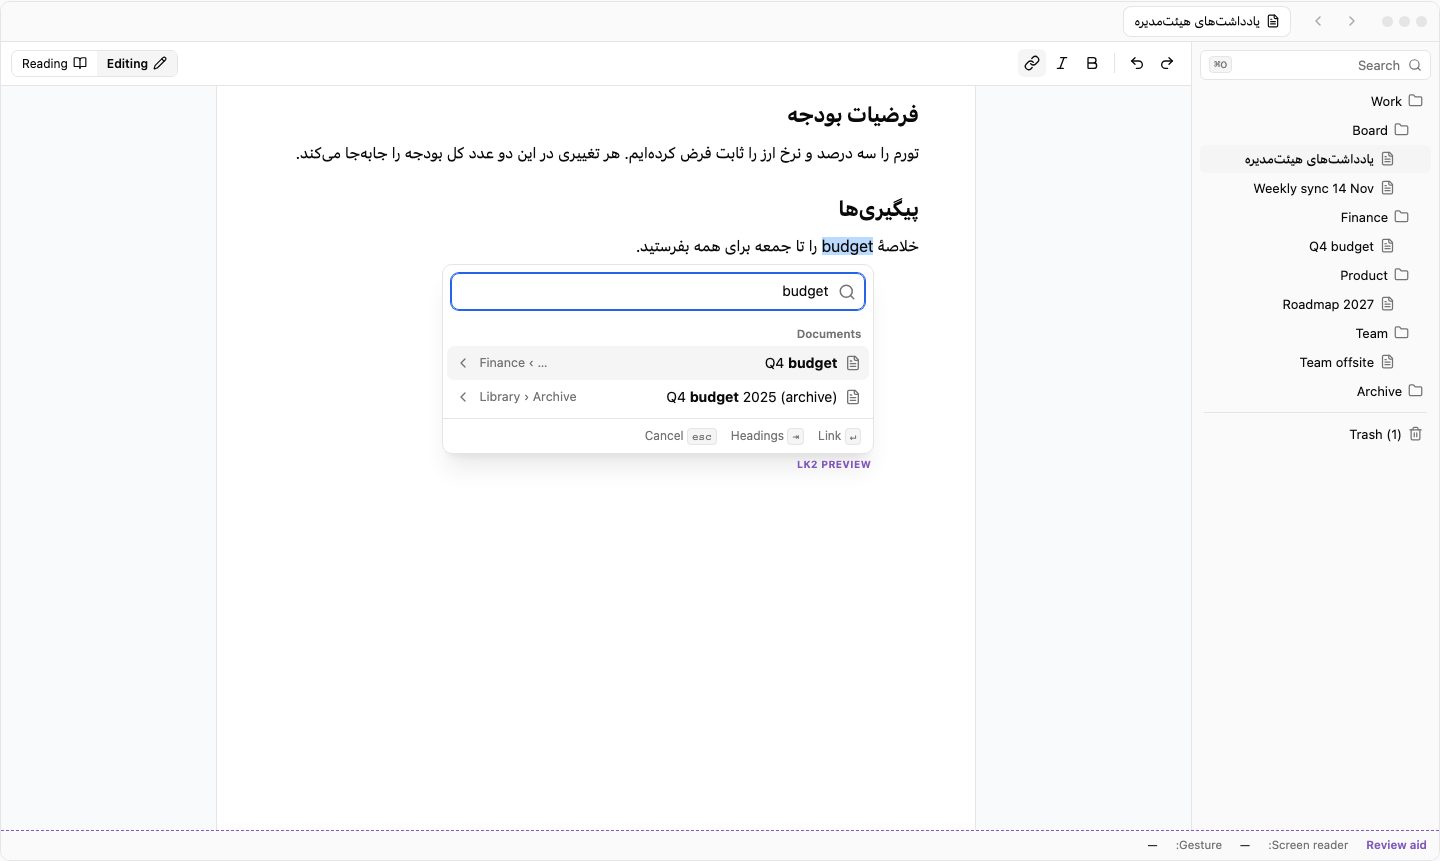 یادداشت‌های هیئت‌مدیره
Reading
Editing
Search
⌘O
Work
Board
یادداشت‌های هیئت‌مدیره
Weekly sync 14 Nov
Finance
Q4 budget
Product
Roadmap 2027
Team
Team offsite
Archive
Trash (1)
فرضیات بودجه
تورم را سه درصد و نرخ ارز را ثابت فرض کرده‌ایم. هر تغییری در این دو عدد کل بودجه را جابه‌جا می‌کند.
پیگیری‌ها
خلاصهٔ budget را تا جمعه برای همه بفرستید.
budget
Documents
Q4 budget Finance ‹ ...
Q4 budget 2025 (archive) Library › Archive
Link ↵ Headings ⇥ Cancel esc
LK2 PREVIEW
Review aid :Screen reader — :Gesture —